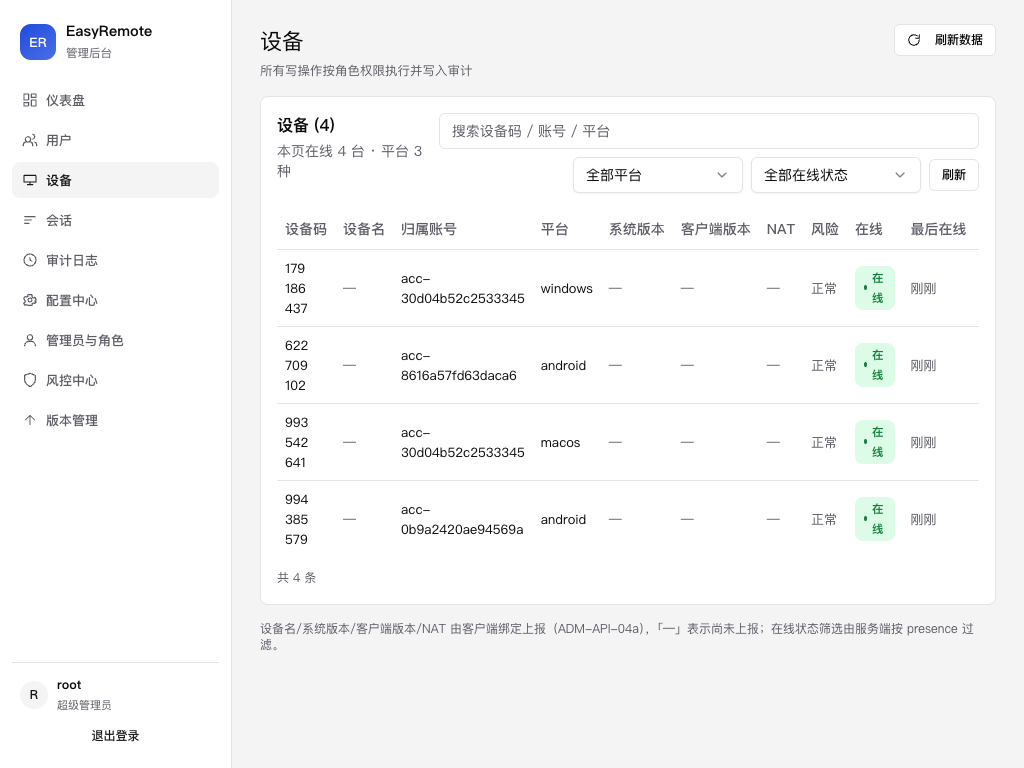 ER
EasyRemote
管理后台
仪表盘
用户
设备
会话
审计日志
配置中心
管理员与角色
风控中心
版本管理
R
root
超级管理员
退出登录
设备
所有写操作按角色权限执行并写入审计
刷新数据
设备 (4)
本页在线 4 台 · 平台 3
种
搜索设备码 / 账号 / 平台
全部平台
全部在线状态
刷新
设备码 设备名 归属账号 平台 系统版本 客户端版本 NAT 风险 在线 最后在线
179
186
437
—
acc-
30d04b52c2533345
windows — — — 正常
在
线
刚刚
622
709
102
—
acc-
8616a57fd63daca6
android — — — 正常
在
线
刚刚
993
542
641
—
acc-
30d04b52c2533345
macos — — — 正常
在
线
刚刚
994
385
579
—
acc-
0b9a2420ae94569a
android — — — 正常
在
线
刚刚
共 4 条
设备名/系统版本/客户端版本/NAT 由客户端绑定上报（ADM-API-04a），「—」表示尚未上报；在线状态筛选由服务端按 presence 过
滤。